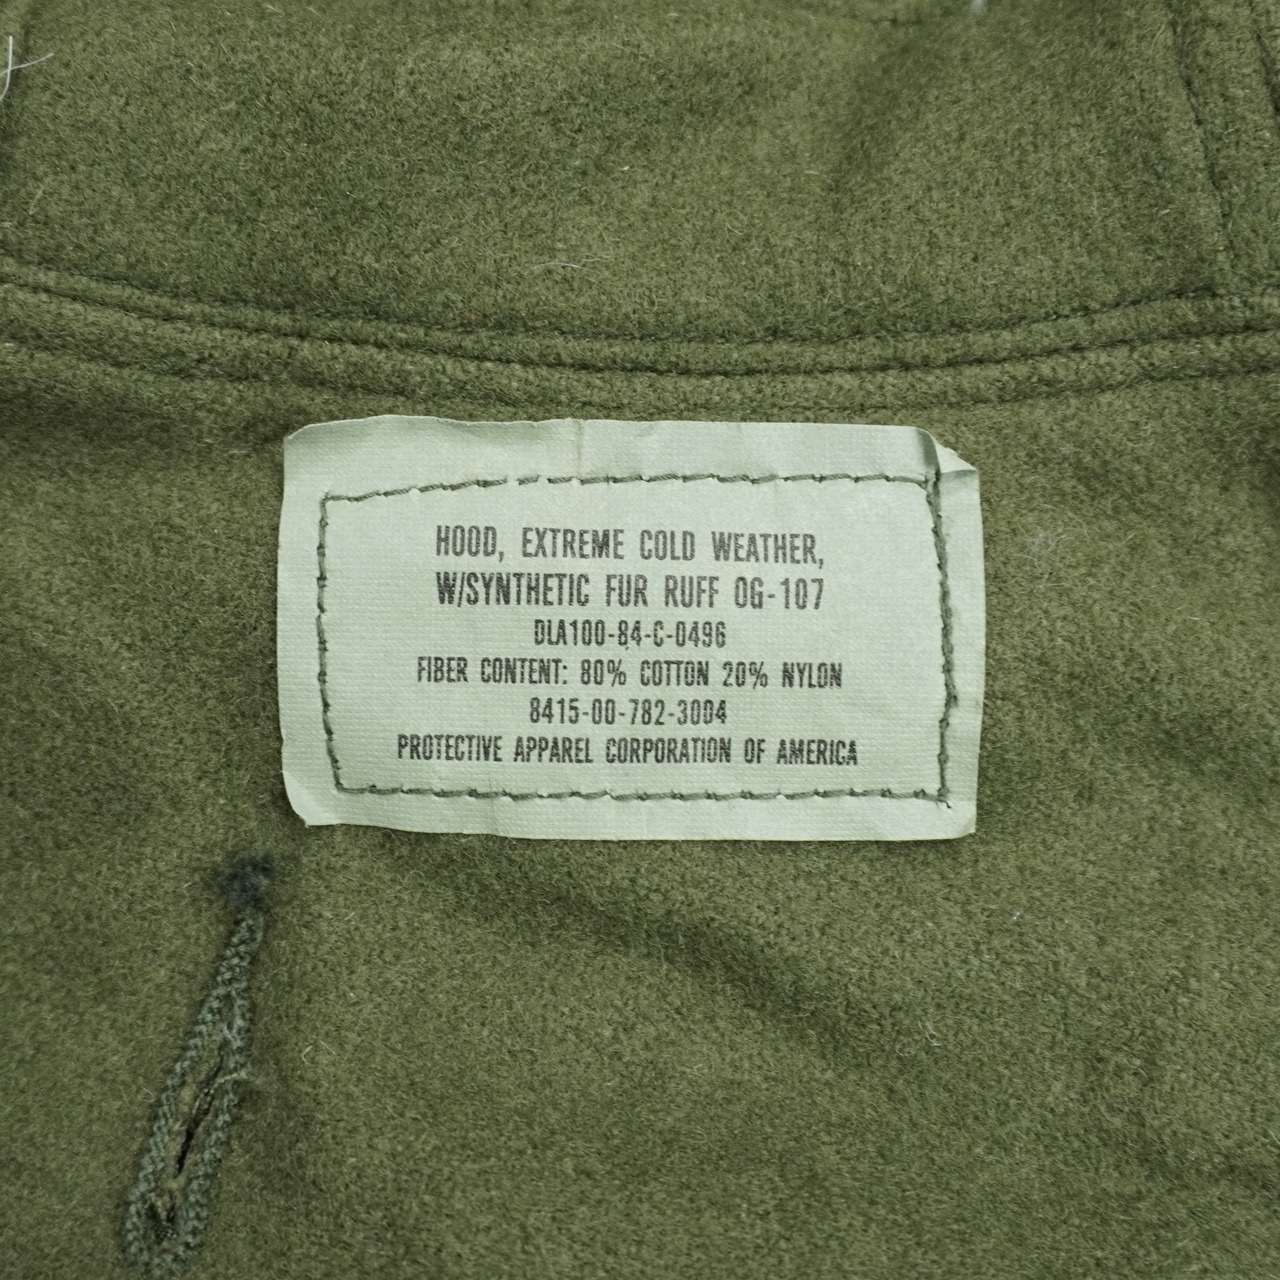 HOOD, EXTREME COLD WEATHER,
W/SYNTHETIC FUR RUFF OG-107
DLA100-84-C-0496
FIBER CONTENT: 80% COTTON 20% NYLON
8415-00-782-3004
PROTECTIVE APPAREL CORPORATION OF AMERICA